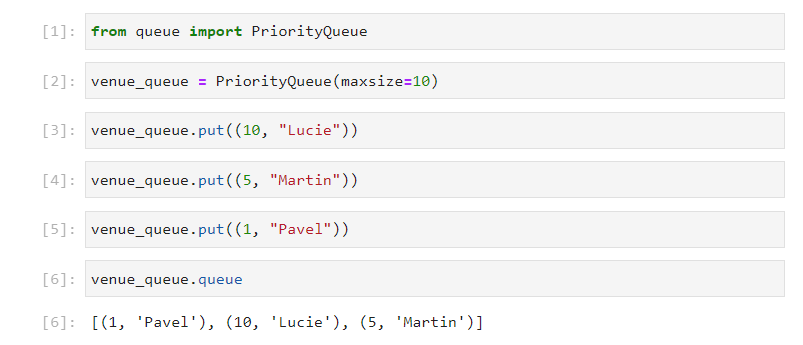 [1]: from queue import PriorityQueue
[2]: venue_queue = PriorityQueue(maxsize=10)
[3]: venue_queue.put((10, "Lucie"))
[4]: venue_queue.put((5, "Martin"))
[5]: venue_queue.put((1, "Pavel"))
[6]: venue_queue.queue
[6]: [(1, 'Pavel'), (10, 'Lucie'), (5, 'Martin')]